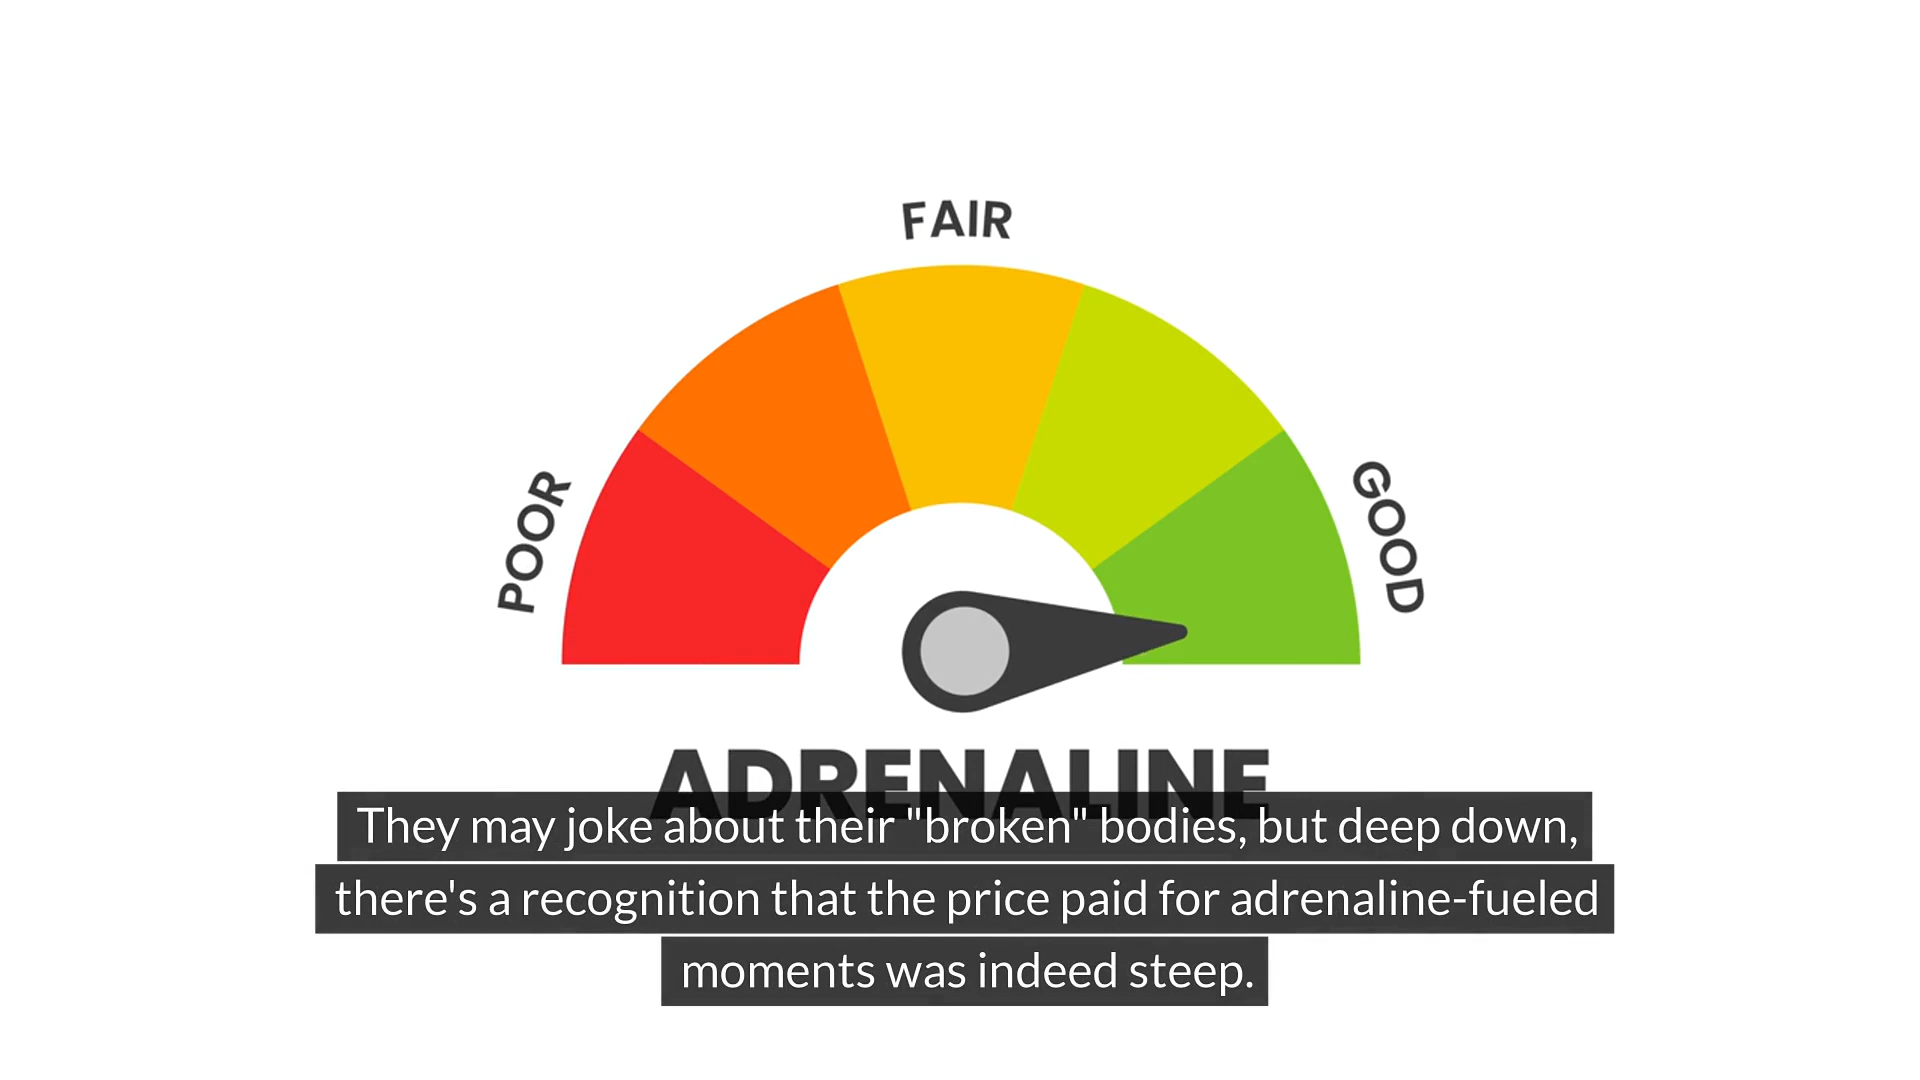 FAIR
POOR
GOOD
ADRENALINE
They may joke about their "broken" bodies, but deep down,
there's a recognition that the price paid for adrenaline-fueled
moments was indeed steep.